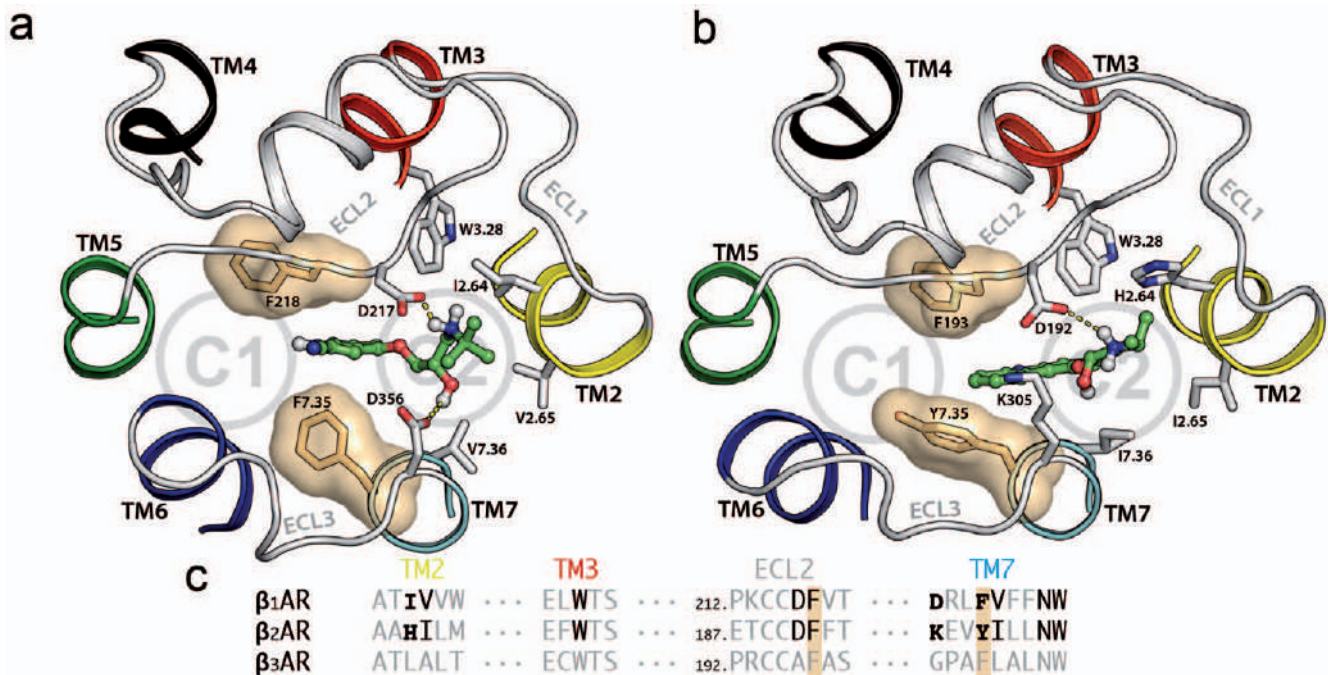 a
TM4
TM3
ECL2
ECL1
W3.28
TM5
I2.64
F218
D217
C1
C2
TM2
F7.35
D356
V2.65
V7.36
TM6
ECL3
TM7
b
TM4
TM3
ECL2
ECL1
W3.28
TM5
H2.64
F193
D192
C1
C2
K305
TM2
Y7.35
I2.65
I7.36
TM6
ECL3
TM7
c
TM2 TM3 ECL2 TM7
β1AR ATIVVW ··· ELWTS ··· 212.PKCCDFVT ··· DRLFVFFNW
β2AR AAHILM ··· EFWTS ··· 187.ETCCDFFT ··· KEVYILLNW
β3AR ATLALT ··· ECWTS ··· 192.PRCCAFAS ··· GPAFLALNW